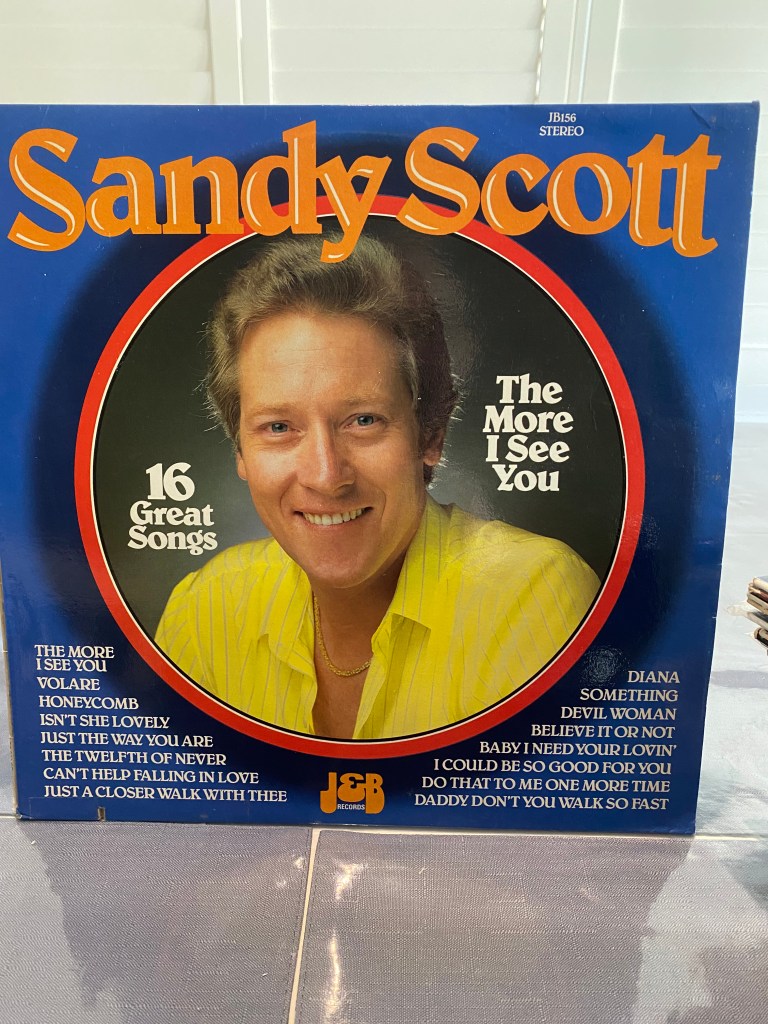 JB156
STEREO
Sandy Scott
The
More
I See
You
16
Great
Songs
THE MORE
I SEE YOU
VOLARE
HONEYCOMB
ISN'T SHE LOVELY
JUST THE WAY YOU ARE
THE TWELFTH OF NEVER
CAN'T HELP FALLING IN LOVE
JUST A CLOSER WALK WITH THEE
DIANA
SOMETHING
DEVIL WOMAN
BELIEVE IT OR NOT
BABY I NEED YOUR LOVIN'
I COULD BE SO GOOD FOR YOU
DO THAT TO ME ONE MORE TIME
DADDY DON'T YOU WALK SO FAST
J&B
RECORDS